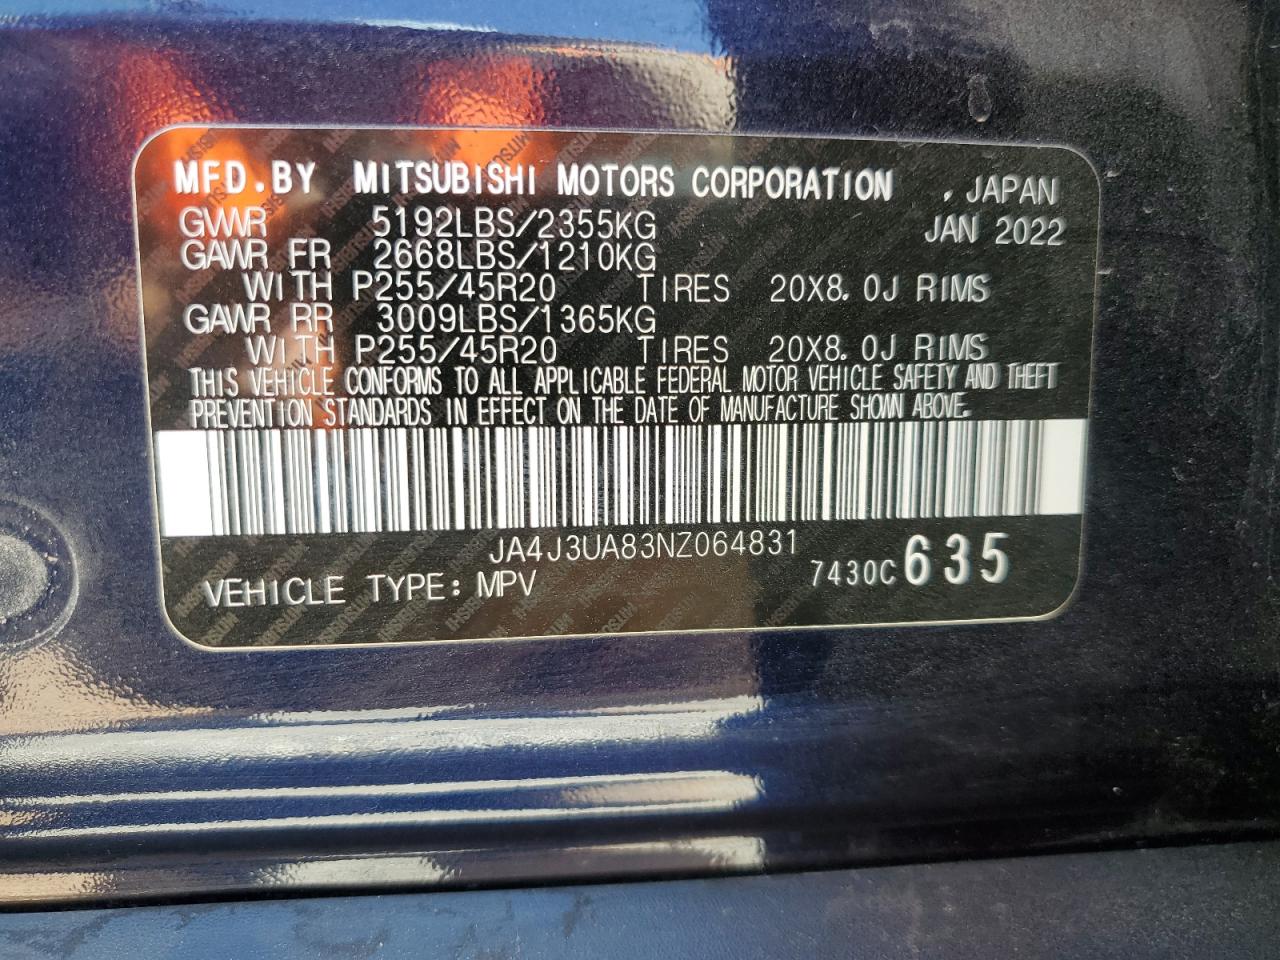 MFD.BY MITSUBISHI MOTORS CORPORATION , JAPAN
GVWR 5192LBS/2355KG JAN 2022
GAWR FR 2668LBS/1210KG
WITH P255/45R20 TIRES 20X8.0J RIMS
GAWR RR 3009LBS/1365KG
WITH P255/45R20 TIRES 20X8.0J RIMS
THIS VEHICLE CONFORMS TO ALL APPLICABLE FEDERAL MOTOR VEHICLE SAFETY AND THEFT
PREVENTION STANDARDS IN EFFECT ON THE DATE OF MANUFACTURE SHOWN ABOVE.
JA4J3UA83NZ064831
VEHICLE TYPE: MPV 7430C 635